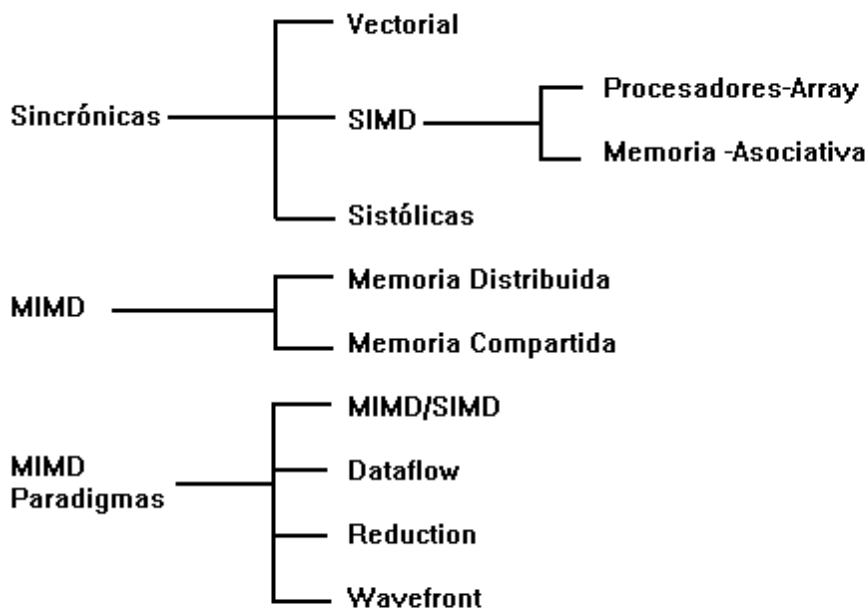 Vectorial
Procesadores-Array
Sincrónicas
SIMD
Memoria -Asociativa
Sistólicas
Memoria Distribuida
MIMD
Memoria Compartida
MIMD/SIMD
MIMD
Paradigmas
Dataflow
Reduction
Wavefront